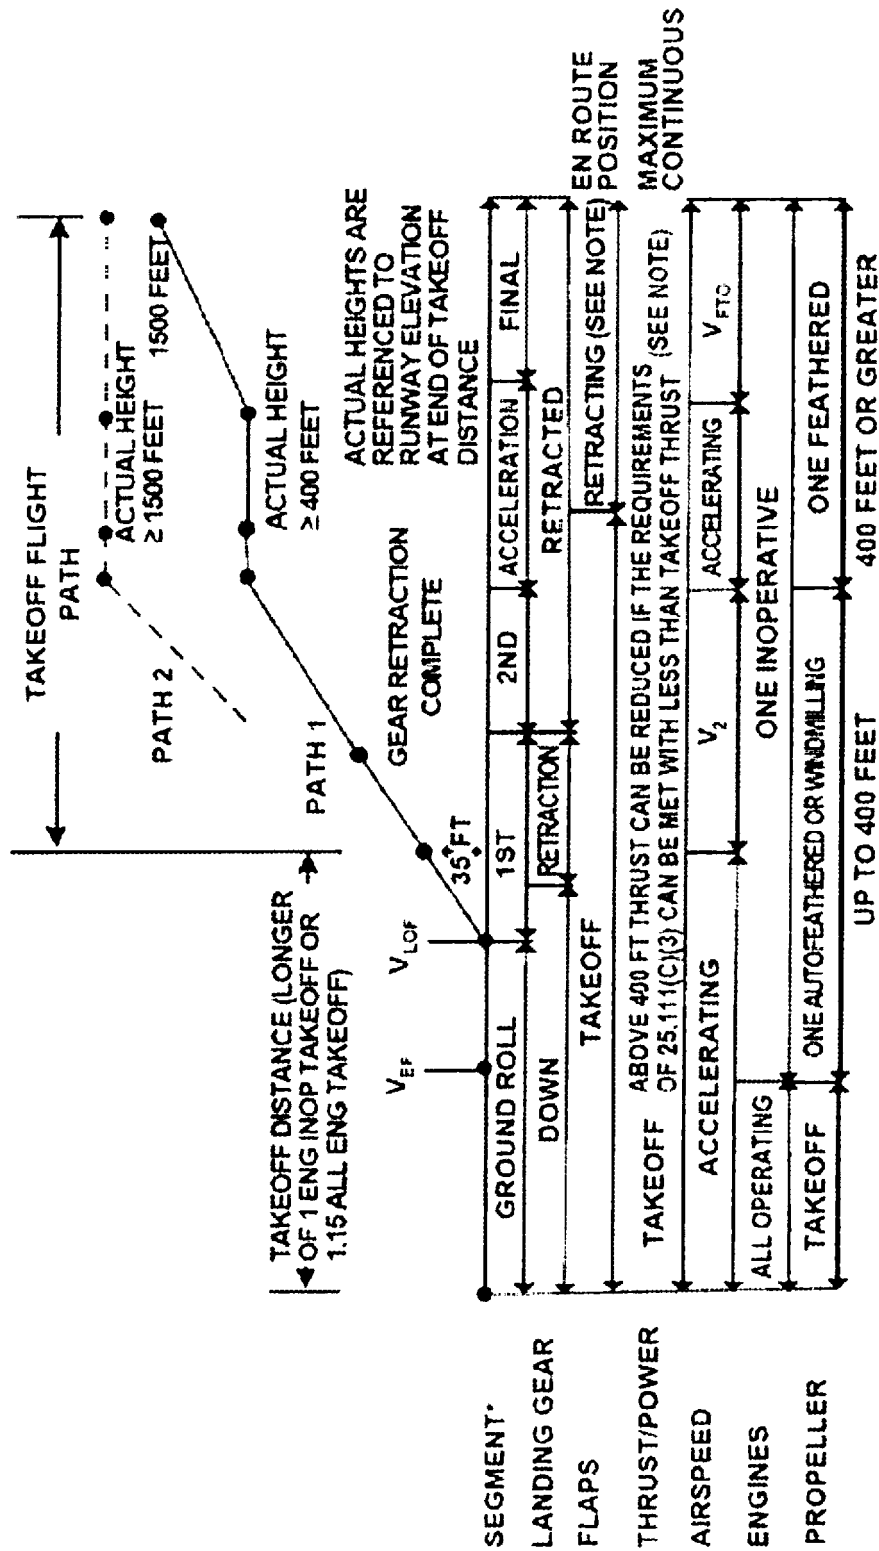 TAKEOFF FLIGHT
PATH
TAKEOFF DISTANCE (LONGER
OF 1 ENG INOP TAKEOFF OR
1.15 ALL ENG TAKEOFF)
PATH 2
ACTUAL HEIGHT
≥ 1500 FEET
1500 FEET
PATH 1
ACTUAL HEIGHT
≥ 400 FEET
V_EF
V_LOF
35 FT
GEAR RETRACTION
COMPLETE
ACTUAL HEIGHTS ARE
REFERENCED TO
RUNWAY ELEVATION
AT END OF TAKEOFF
DISTANCE
SEGMENT* GROUND ROLL 1ST 2ND ACCELERATION FINAL
LANDING GEAR DOWN RETRACTION RETRACTED
FLAPS TAKEOFF RETRACTING (SEE NOTE) EN ROUTE
POSITION
THRUST/POWER TAKEOFF ABOVE 400 FT THRUST CAN BE REDUCED IF THE REQUIREMENTS (SEE NOTE)
OF 25.111(C)(3) CAN BE MET WITH LESS THAN TAKEOFF THRUST
MAXIMUM
CONTINUOUS
AIRSPEED ACCELERATING V2 ACCELERATING V_FTO
ENGINES ALL OPERATING ONE INOPERATIVE
PROPELLER TAKEOFF ONE AUTOFEATHERED OR WINDMILLING ONE FEATHERED
UP TO 400 FEET 400 FEET OR GREATER